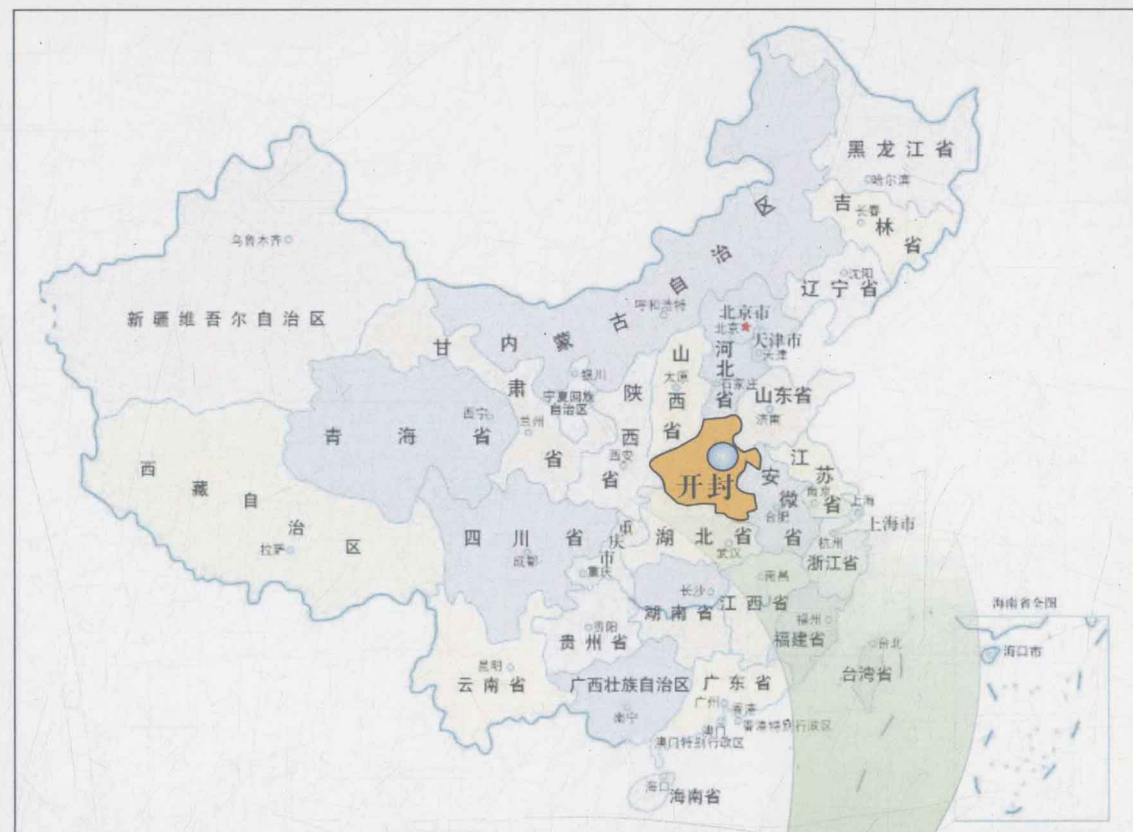 黑龙江省
哈尔滨
吉林省
长春
乌鲁木齐
沈阳
辽宁省
内蒙古自治区
呼和浩特
新疆维吾尔自治区
北京市
北京
天津市
天津
甘肃省
河北省
石家庄
山西省
太原
银川
宁夏回族
自治区
陕西省
山东省
济南
青海省
西宁
兰州
西安
江苏省
南京
安徽省
合肥
开封
上海
上海市
西藏自治区
拉萨
四川省
成都
重庆市
重庆
湖北省
武汉
杭州
浙江省
南昌
长沙
江西省
湖南省
海南省全图
福州
福建省
台北
台湾省
海口市
贵阳
贵州省
昆明
云南省
广西壮族自治区
南宁
广东省
广州
香港
香港特别行政区
澳门
澳门特别行政区
海口
海南省